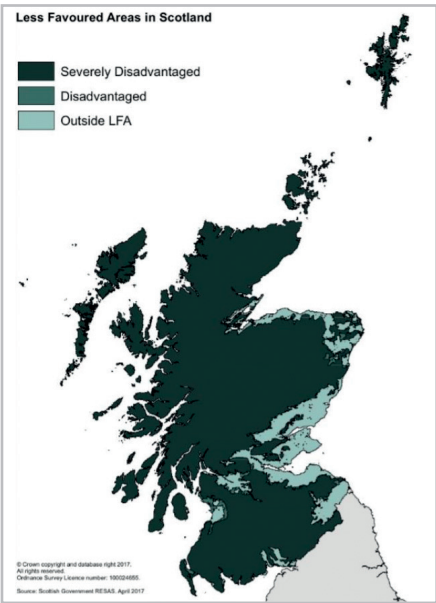 Less Favoured Areas in Scotland
Severely Disadvantaged
Disadvantaged
Outside LFA
© Crown copyright and database right 2017.
All rights reserved.
Ordnance Survey Licence number: 100024655.
Source: Scottish Government RESAS, April 2017